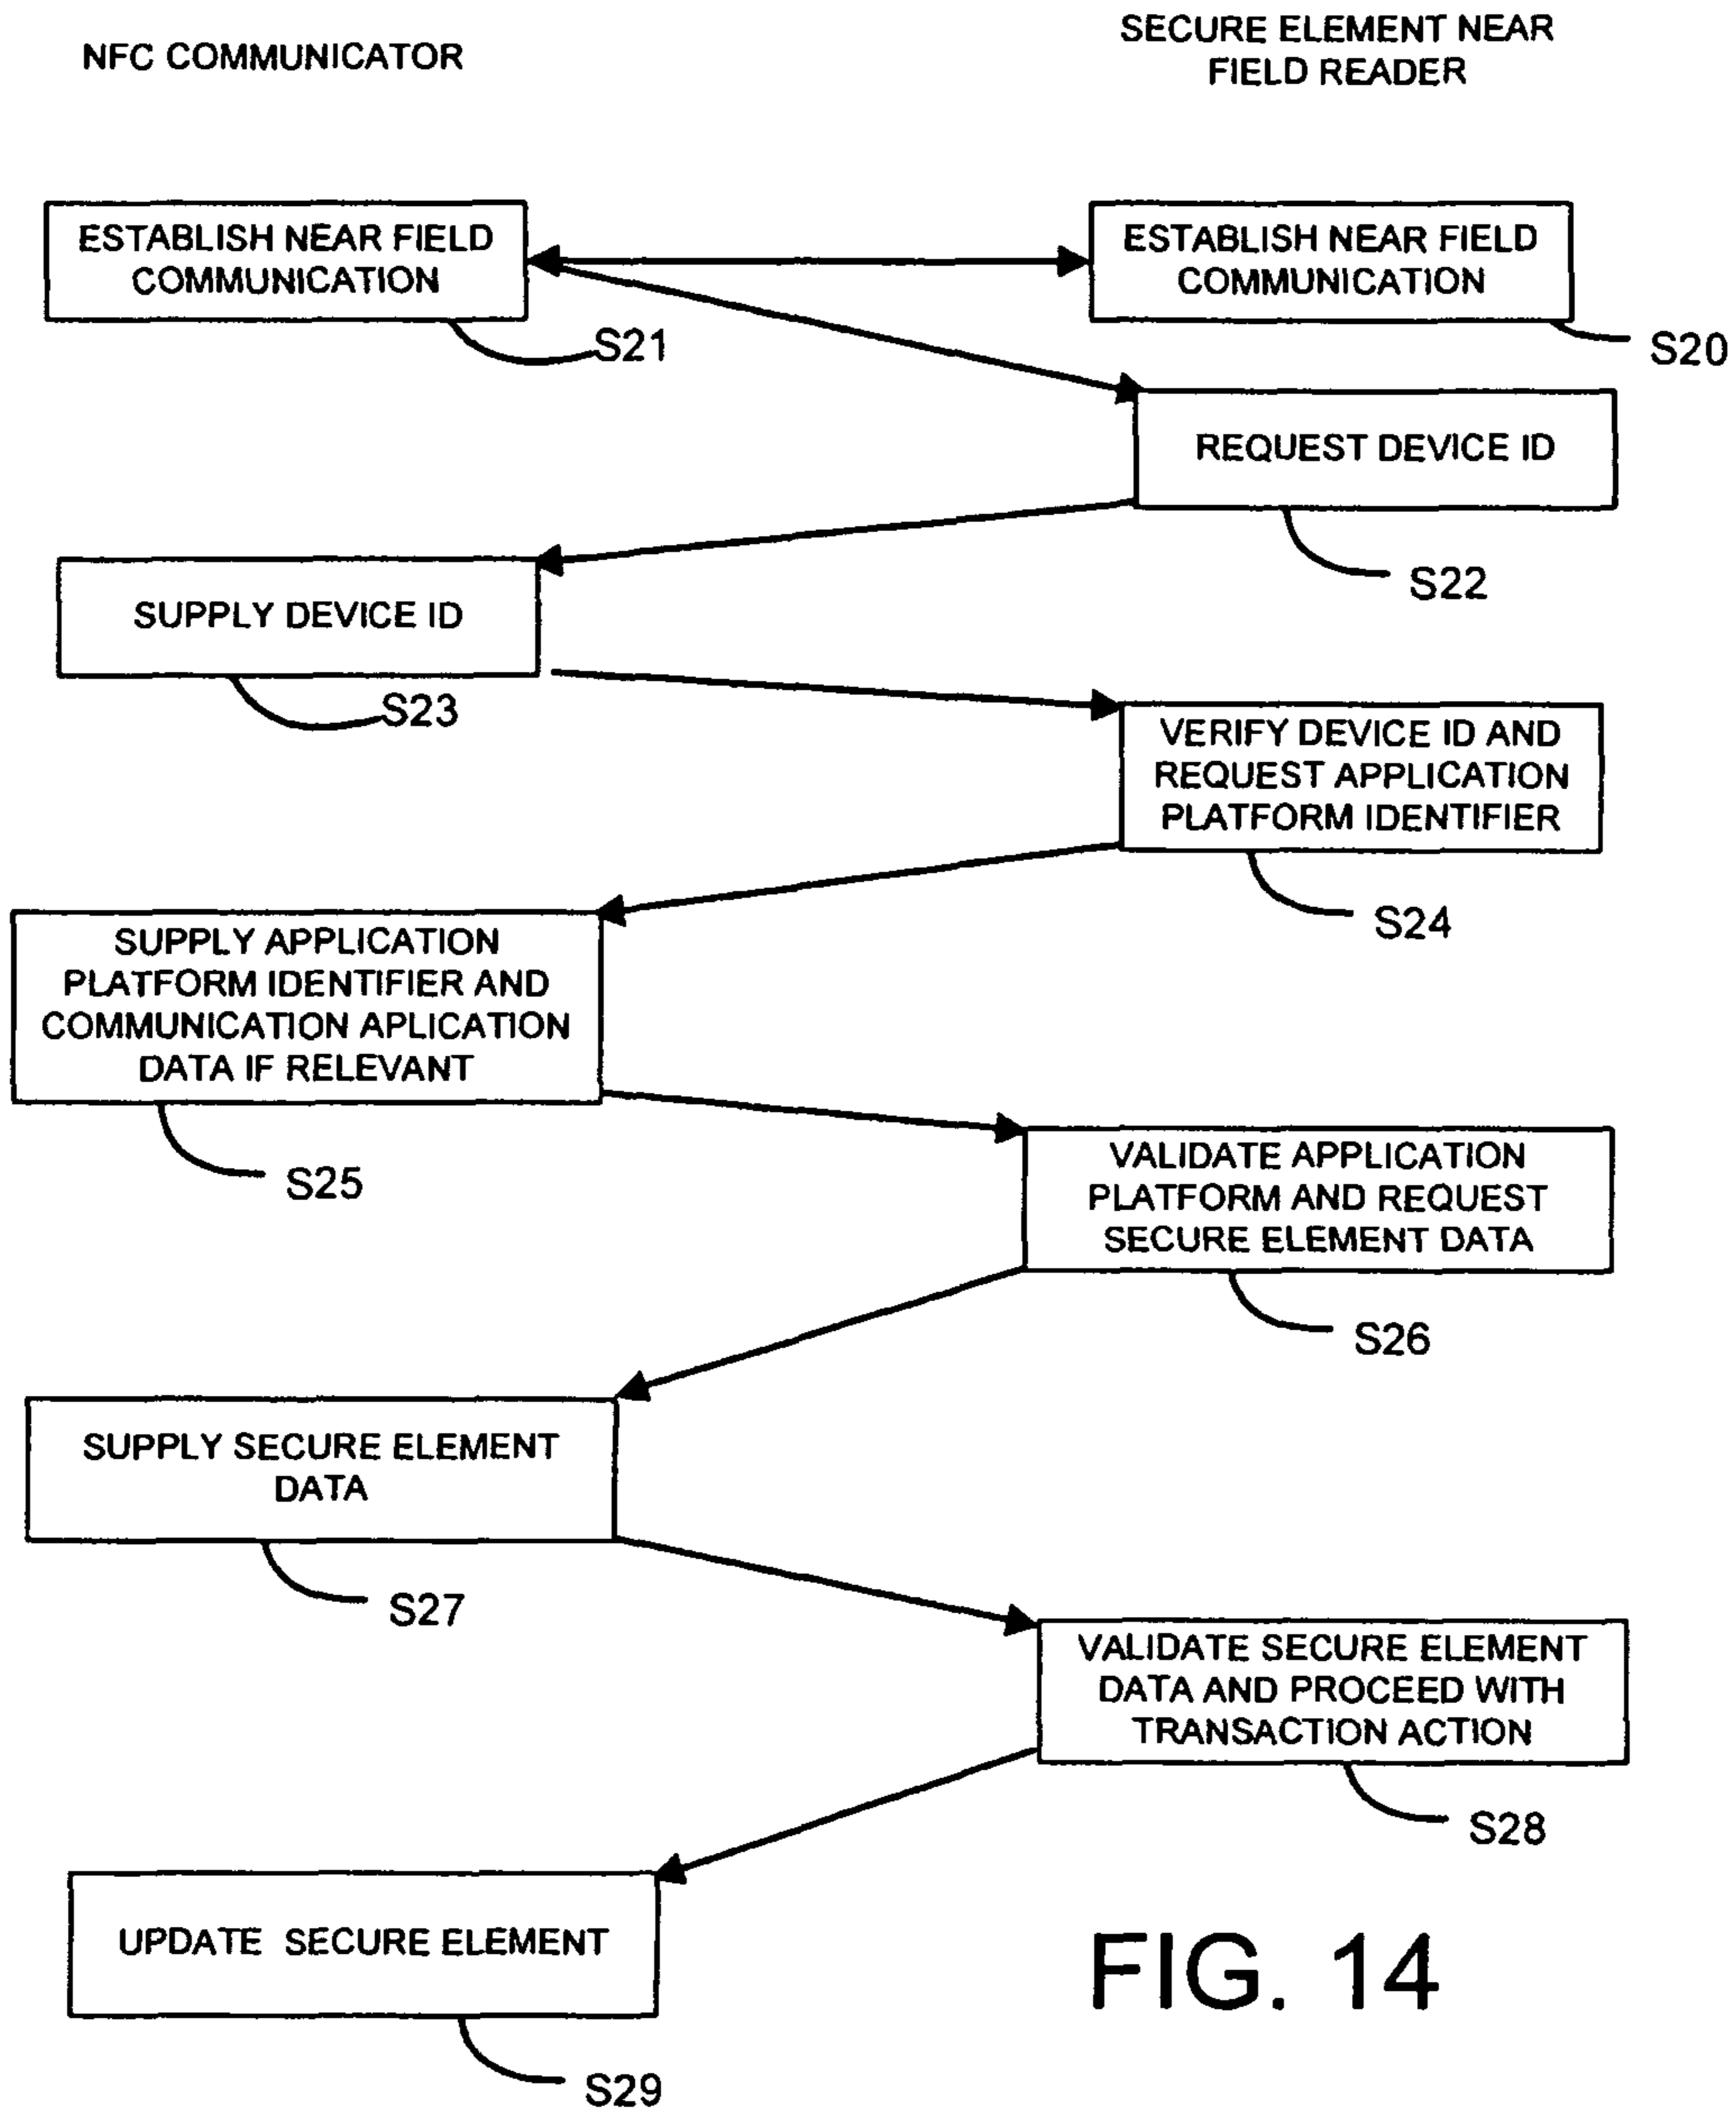 NFC COMMUNICATOR
SECURE ELEMENT NEAR
FIELD READER
ESTABLISH NEAR FIELD
COMMUNICATION
S21
ESTABLISH NEAR FIELD
COMMUNICATION
S20
REQUEST DEVICE ID
S22
SUPPLY DEVICE ID
S23
VERIFY DEVICE ID AND
REQUEST APPLICATION
PLATFORM IDENTIFIER
S24
SUPPLY APPLICATION
PLATFORM IDENTIFIER AND
COMMUNICATION APLICATION
DATA IF RELEVANT
S25
VALIDATE APPLICATION
PLATFORM AND REQUEST
SECURE ELEMENT DATA
S26
SUPPLY SECURE ELEMENT
DATA
S27
VALIDATE SECURE ELEMENT
DATA AND PROCEED WITH
TRANSACTION ACTION
S28
UPDATE SECURE ELEMENT
S29
FIG. 14